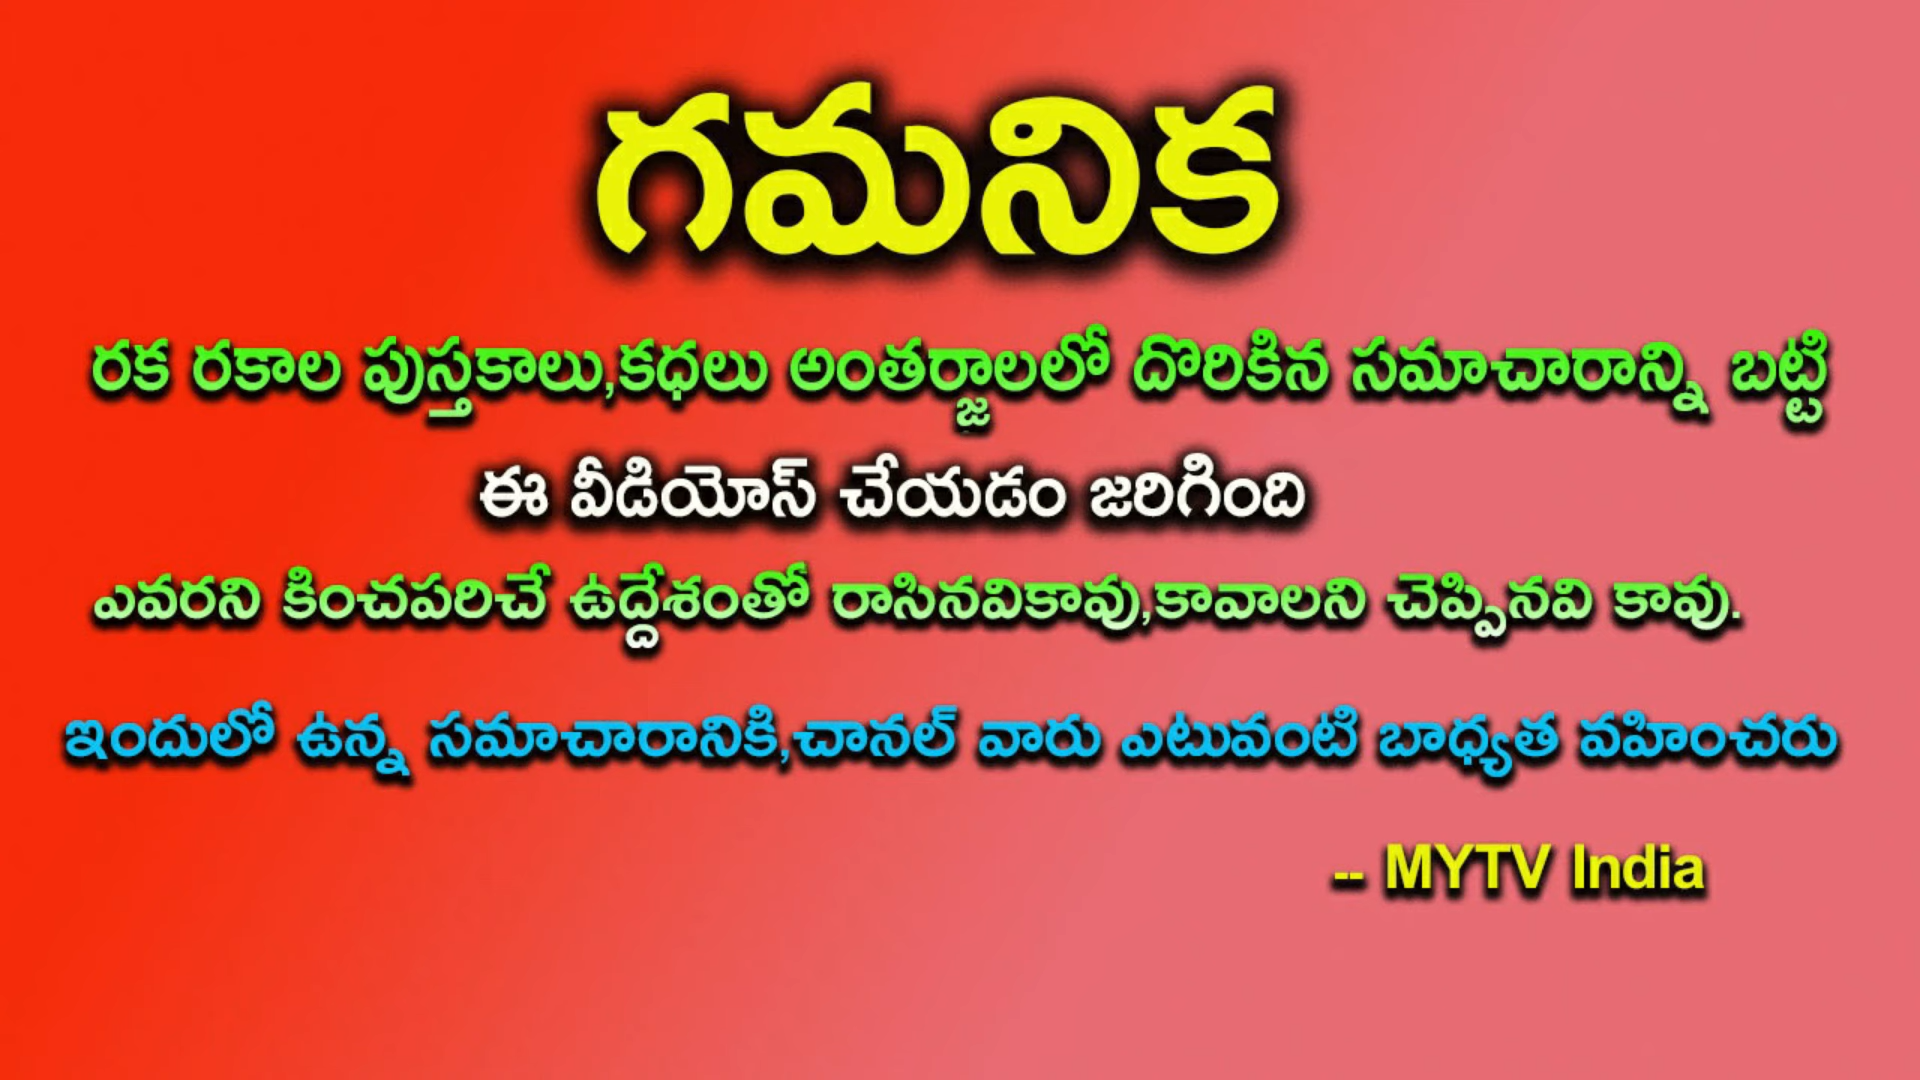 గమనిక
రక రకాల పుస్తకాలు,కధలు అంతర్జాలలో దొరికిన సమాచారాన్ని బట్టి
ఈ వీడియోస్ చేయడం జరిగింది
ఎవరని కించపరిచే ఉద్దేశంతో రాసినవికావు,కావాలని చెప్పినవి కావు.
ఇందులో ఉన్న సమాచారానికి,చానల్ వారు ఎటువంటి బాధ్యత వహించరు
-- MYTV India